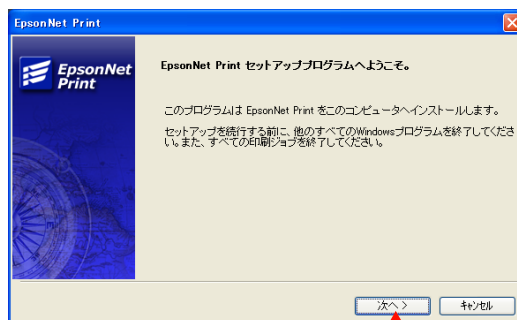 EpsonNet Print
EpsonNet
Print
EpsonNet Print セットアッププログラムへようこそ。
このプログラムは EpsonNet Print をこのコンピュータへインストールします。
セットアップを続行する前に、他のすべてのWindowsプログラムを終了してくださ
い。また、すべての印刷ジョブを終了してください。
次へ >
キャンセル